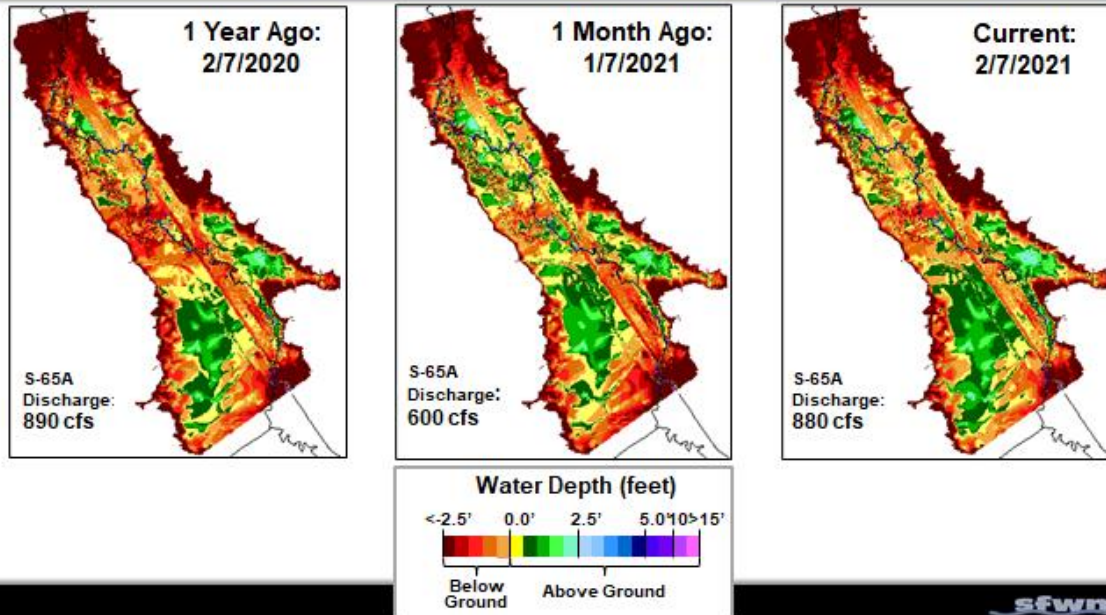 1 Year Ago:
2/7/2020
S-65A
Discharge:
890 cfs
1 Month Ago:
1/7/2021
S-65A
Discharge:
600 cfs
Current:
2/7/2021
S-65A
Discharge:
880 cfs
Water Depth (feet)
<-2.5' 0.0' 2.5' 5.0'10'>15'
Below Above Ground
Ground